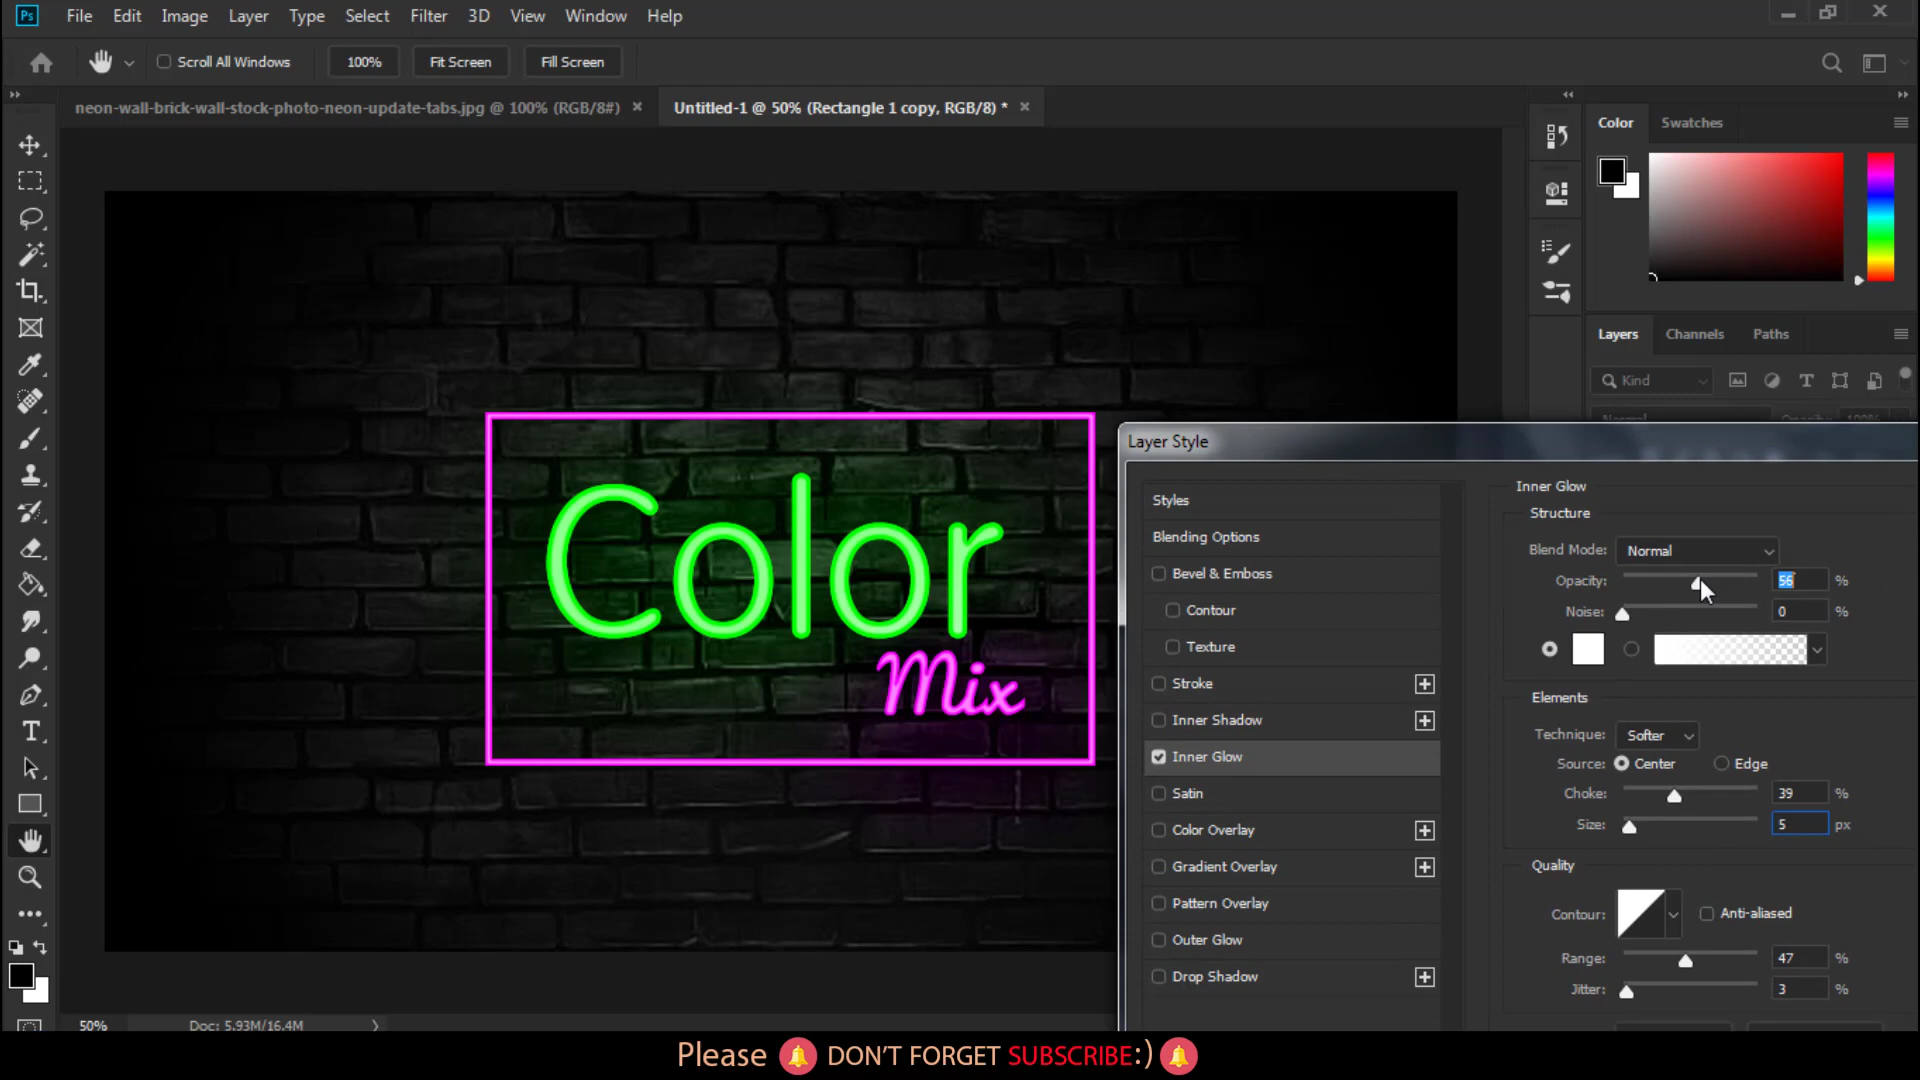 Ps File Edit Image Layer Type Select Filter 3D View Window Help
Scroll All Windows 100% Fit Screen Fill Screen
neon-wall-brick-wall-stock-photo-neon-update-tabs.jpg @ 100% (RGB/8#) × Untitled-1 @ 50% (Rectangle 1 copy, RGB/8) * ×
Color Swatches
Layers Channels Paths
Kind
Color
Mix
Layer Style
Styles
Blending Options
Bevel & Emboss
Contour
Texture
Stroke
Inner Shadow
Inner Glow
Satin
Color Overlay
Gradient Overlay
Pattern Overlay
Outer Glow
Drop Shadow
Inner Glow
Structure
Blend Mode: Normal
Opacity: 56 %
Noise: 0 %
Elements
Technique: Softer
Source: Center Edge
Choke: 39 %
Size: 5 px
Quality
Contour: Anti-aliased
Range: 47 %
Jitter: 3 %
50% Doc: 5.93M/16.4M
Please DON'T FORGET SUBSCRIBE:)